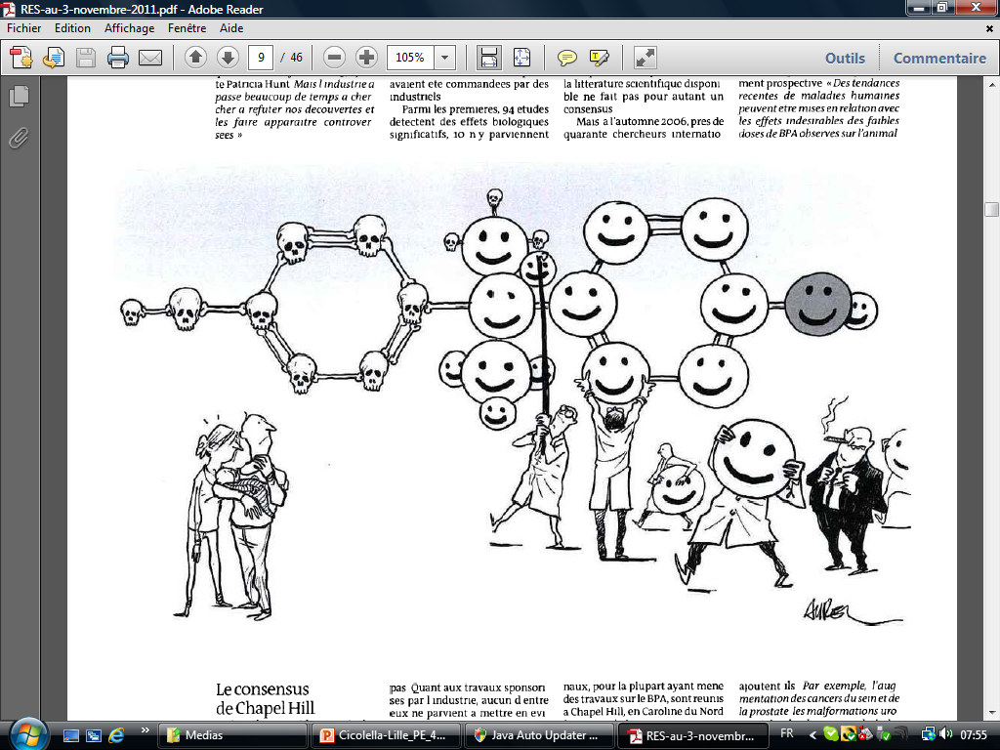 RES-au-3-novembre-2011.pdf - Adobe Reader
Fichier Edition Affichage Fenêtre Aide
9 / 46 105% Outils Commentaire
te Patricia Hunt Mais l industrie a
passe beaucoup de temps a cher
cher a refuter nos decouvertes et
les faire apparaitre controver
sees »
avaient ete commandees par des
industriels
Parmi les premieres, 94 etudes
detectent des effets biologiques
significatifs, 10 n y parviennent
la litterature scientifique disponi
ble ne fait pas pour autant un
consensus
Mais a l automne 2006, pres de
quarante chercheurs internatio
ment prospective « Des tendances
recentes de maladies humaines
peuvent etre mises en relation avec
les effets indesirables des faibles
doses de BPA observes sur l animal
AUREL
Le consensus
de Chapel Hill
pas Quant aux travaux sponsori
ses par l industrie, aucun d entre
eux ne parvient a mettre en evi
naux, pour la plupart ayant mene
des travaux sur le BPA, sont reunis
a Chapel Hill, en Caroline du Nord
ajoutent ils Par exemple, l aug
mentation des cancers du sein et de
la prostate les malformations uro
Medias
Cicolella-Lille_PE_4...
Java Auto Updater ...
RES-au-3-novembr...
FR
07:55